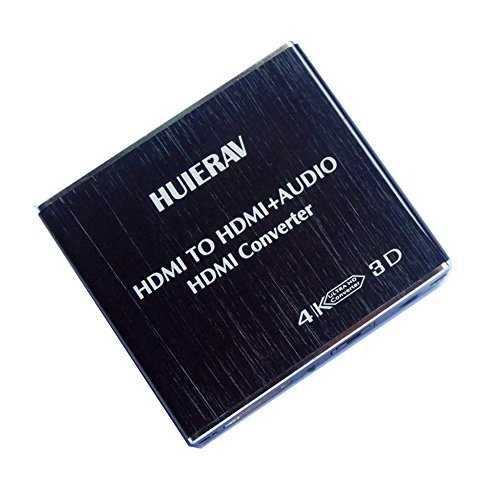 HUIERAV
HDMI TO HDMI+AUDIO
HDMI Converter
4K ULTRA HD 3D
Converter